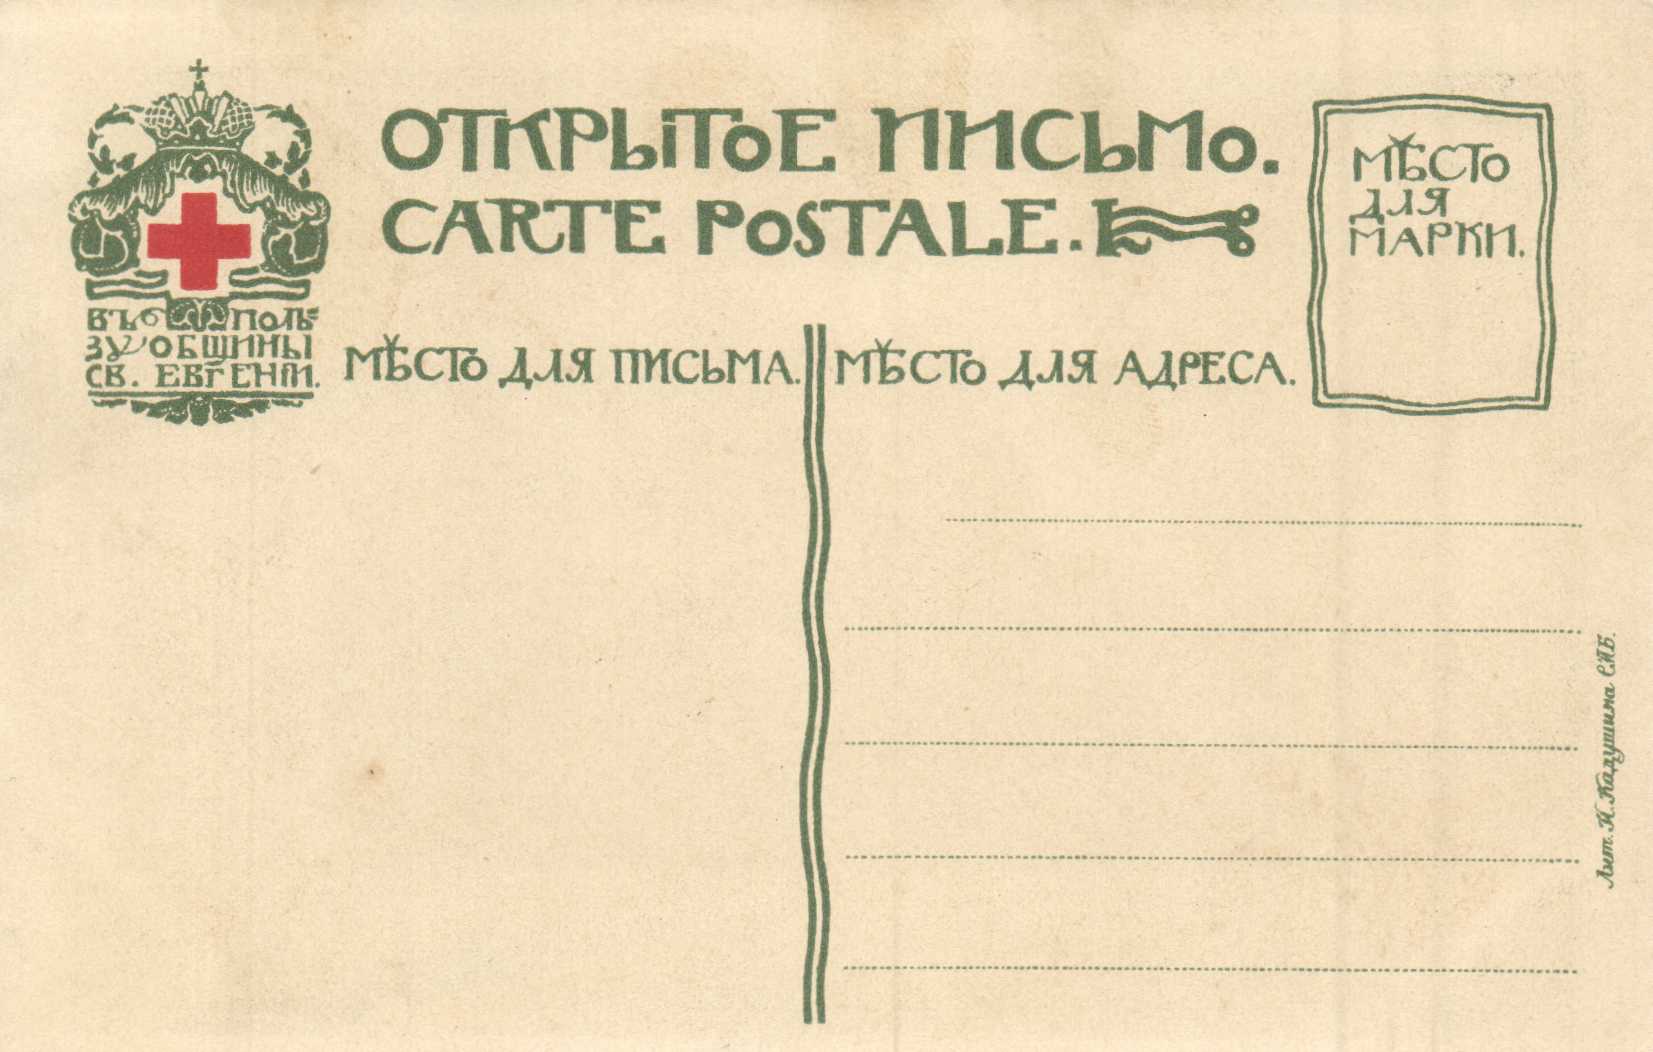 ОТКРЫТОЕ ПИСЬМО.
CARTE POSTALE.
МѢСТО
ДЛЯ
МАРКИ.
ВЪ ПОЛЬ=
ЗУ ОБЩИНЫ
СВ. ЕВГЕНІИ.
МѢСТО ДЛЯ ПИСЬМА.
МѢСТО ДЛЯ АДРЕСА.
Лит. Н. Кадушина С.П.Б.